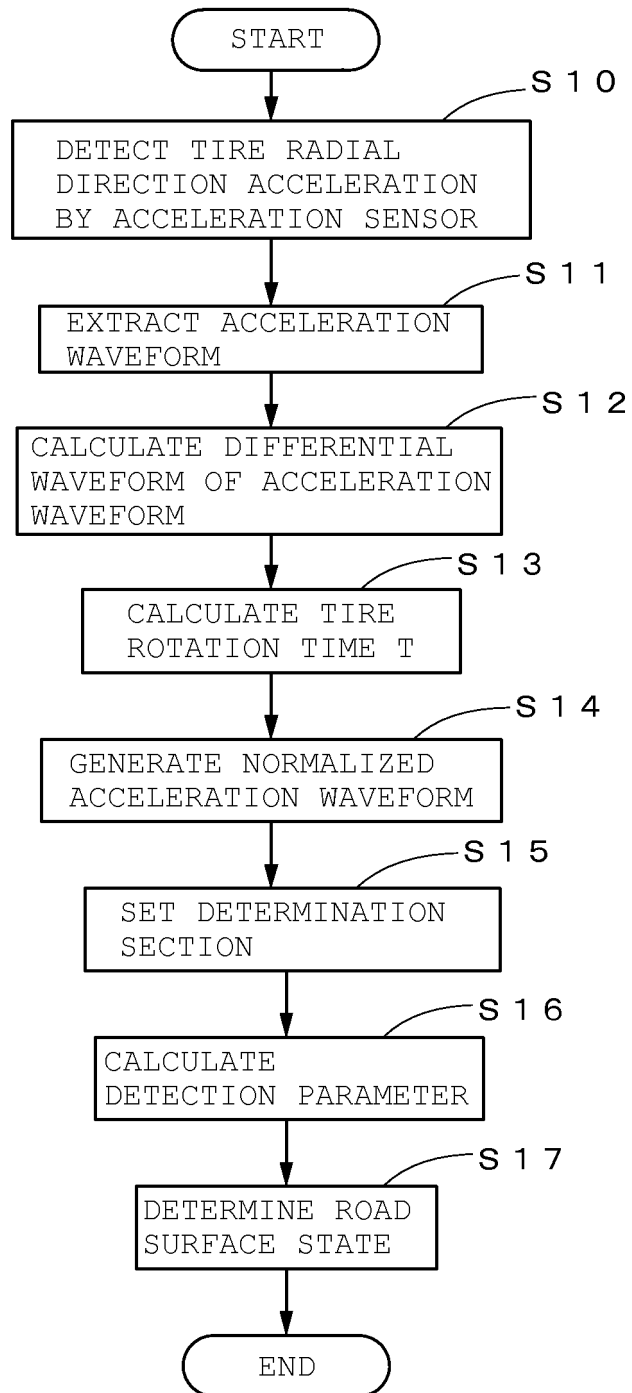 START
S10
DETECT TIRE RADIAL
DIRECTION ACCELERATION
BY ACCELERATION SENSOR
S11
EXTRACT ACCELERATION
WAVEFORM
S12
CALCULATE DIFFERENTIAL
WAVEFORM OF ACCELERATION
WAVEFORM
S13
CALCULATE TIRE
ROTATION TIME T
S14
GENERATE NORMALIZED
ACCELERATION WAVEFORM
S15
SET DETERMINATION
SECTION
S16
CALCULATE
DETECTION PARAMETER
S17
DETERMINE ROAD
SURFACE STATE
END